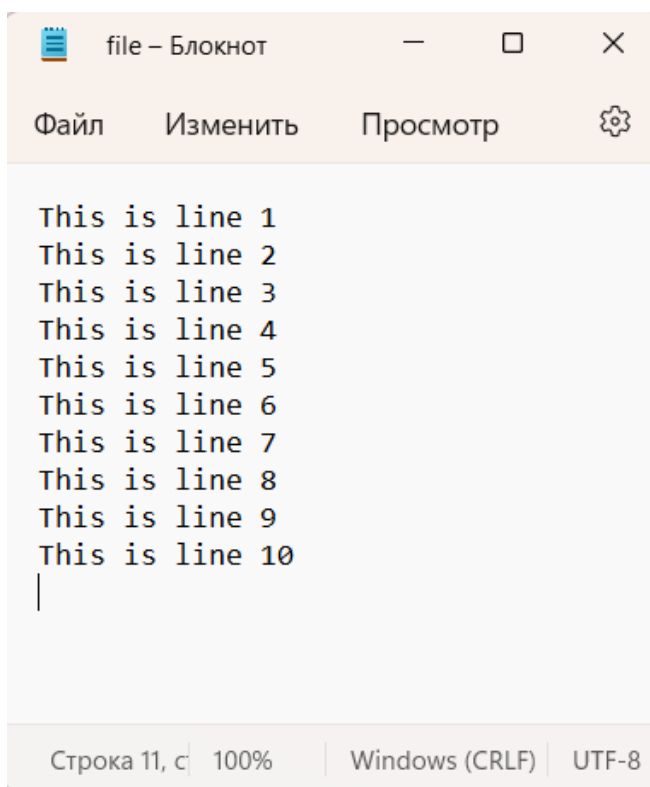 file – Блокнот
Файл Изменить Просмотр
This is line 1
This is line 2
This is line 3
This is line 4
This is line 5
This is line 6
This is line 7
This is line 8
This is line 9
This is line 10
Строка 11, 100% Windows (CRLF) UTF-8